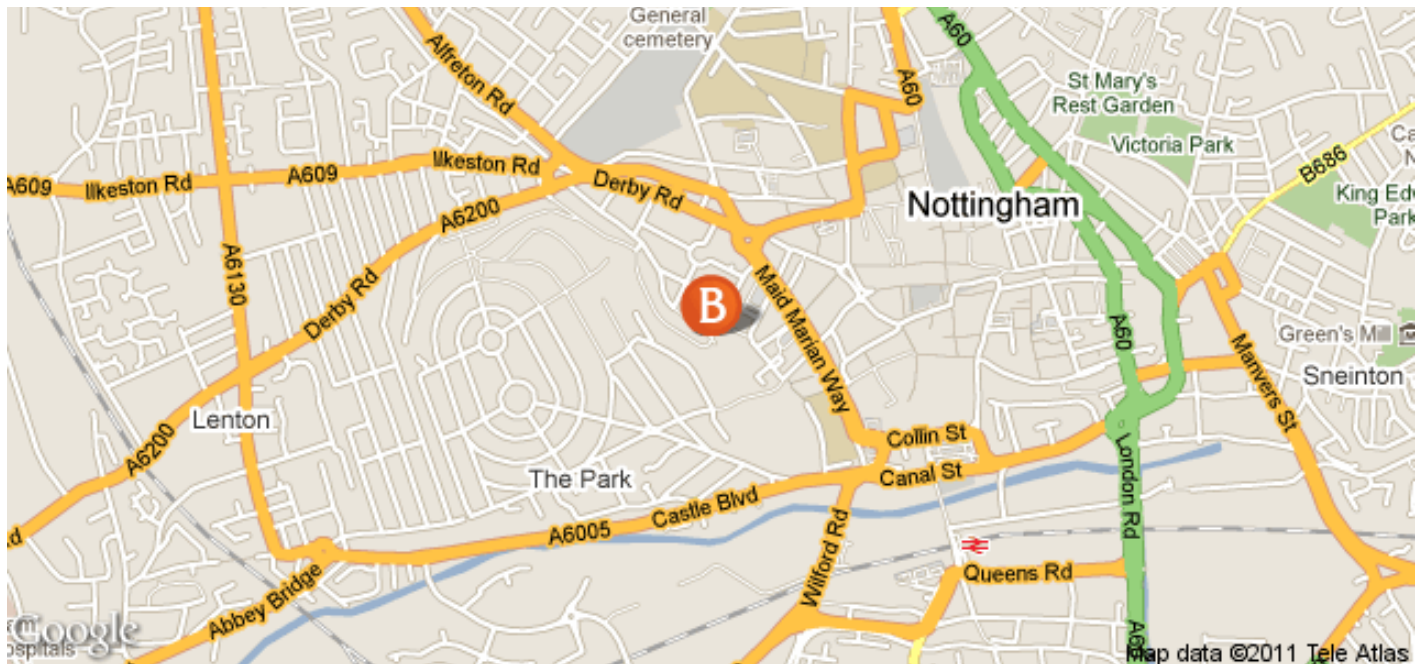 General
cemetery
A60
A60
Alfreton Rd
St Mary's
Rest Garden
Victoria Park
B686
King Edw
Park
Ilkeston Rd
A609
Ilkeston Rd
A609
Derby Rd
A6200
Nottingham
A6130
Derby Rd
B
Maid Marian Way
A60
Green's M
Sneinton
Manvers St
Lenton
A6200
Collin St
Canal St
London Rd
The Park
Castle Blvd
A6005
Wilford Rd
Queens Rd
Abbey Bridge
Google
Map data ©2011 Tele Atlas